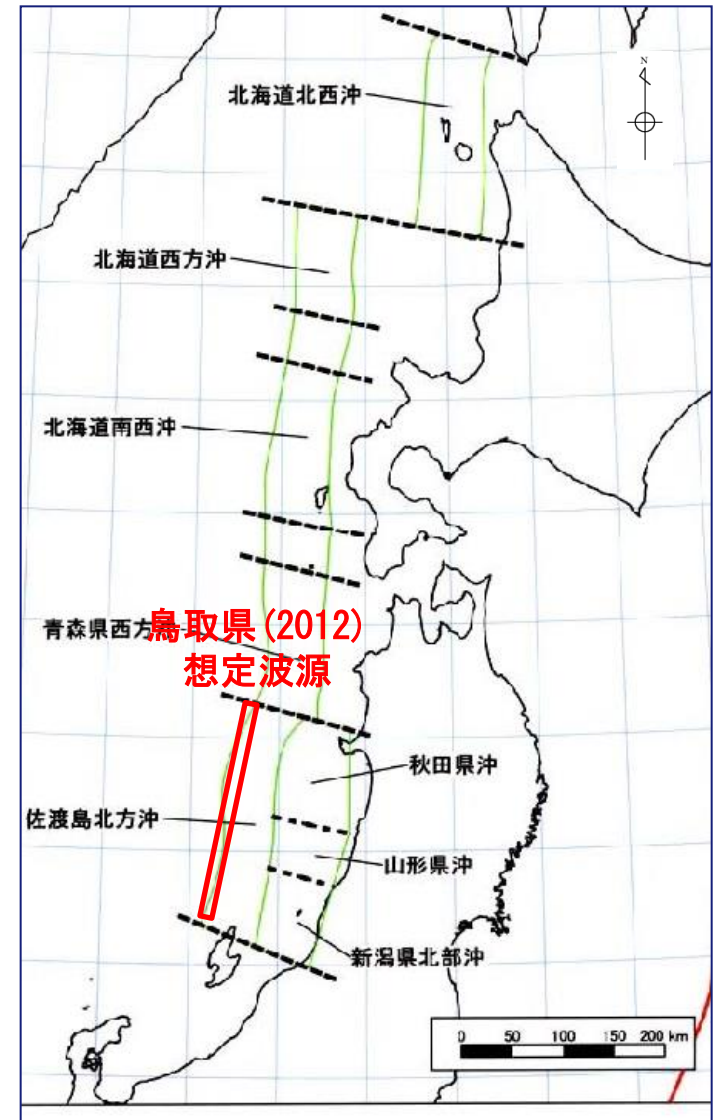 N
北海道北西沖
北海道西方沖
北海道南西沖
青森県西方
鳥取県(2012)
想定波源
秋田県沖
佐渡島北方沖
山形県沖
新潟県北部沖
0 50 100 150 200 km